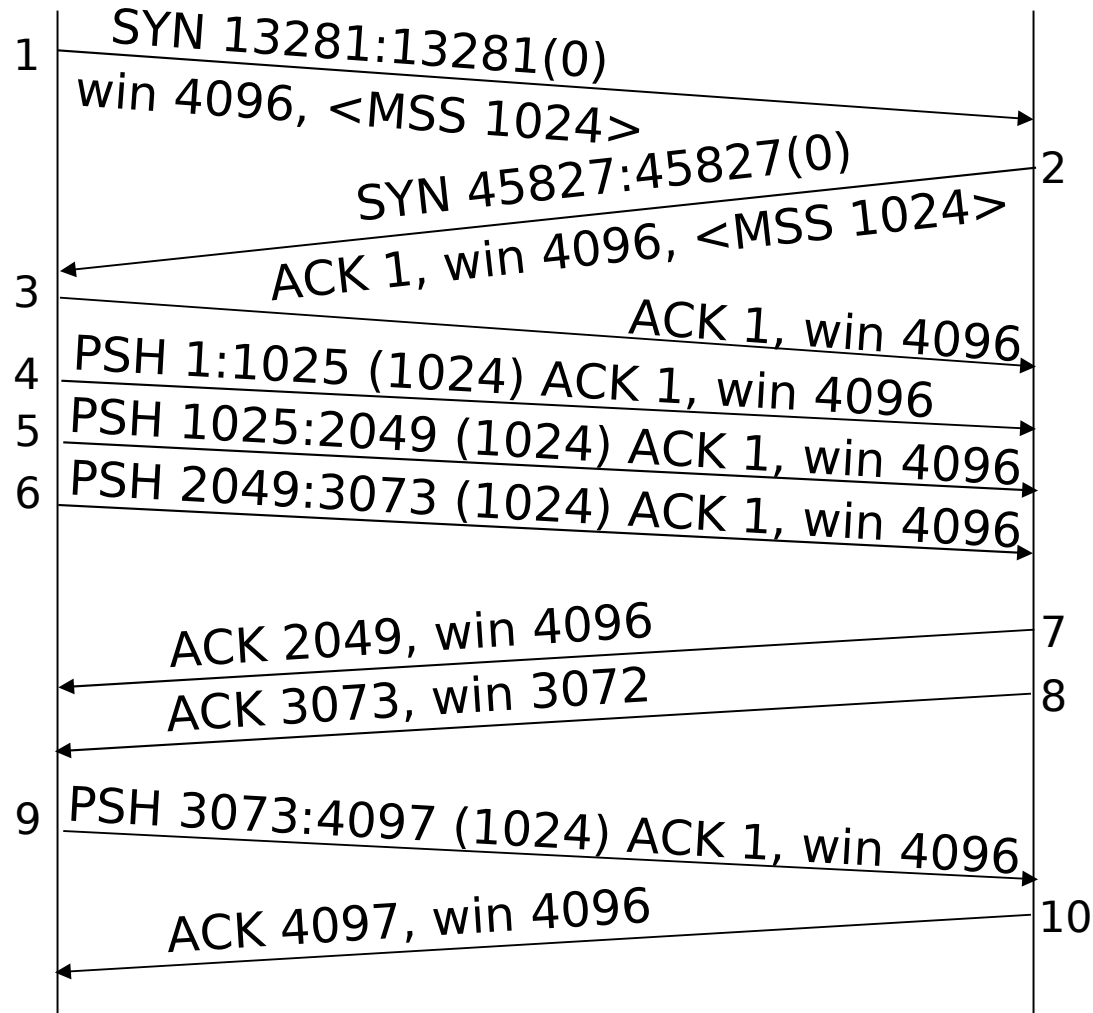 1
SYN 13281:13281(0)
win 4096, <MSS 1024>
2
SYN 45827:45827(0)
ACK 1, win 4096, <MSS 1024>
3
ACK 1, win 4096
4
PSH 1:1025 (1024) ACK 1, win 4096
5
PSH 1025:2049 (1024) ACK 1, win 4096
6
PSH 2049:3073 (1024) ACK 1, win 4096
7
ACK 2049, win 4096
8
ACK 3073, win 3072
9
PSH 3073:4097 (1024) ACK 1, win 4096
10
ACK 4097, win 4096